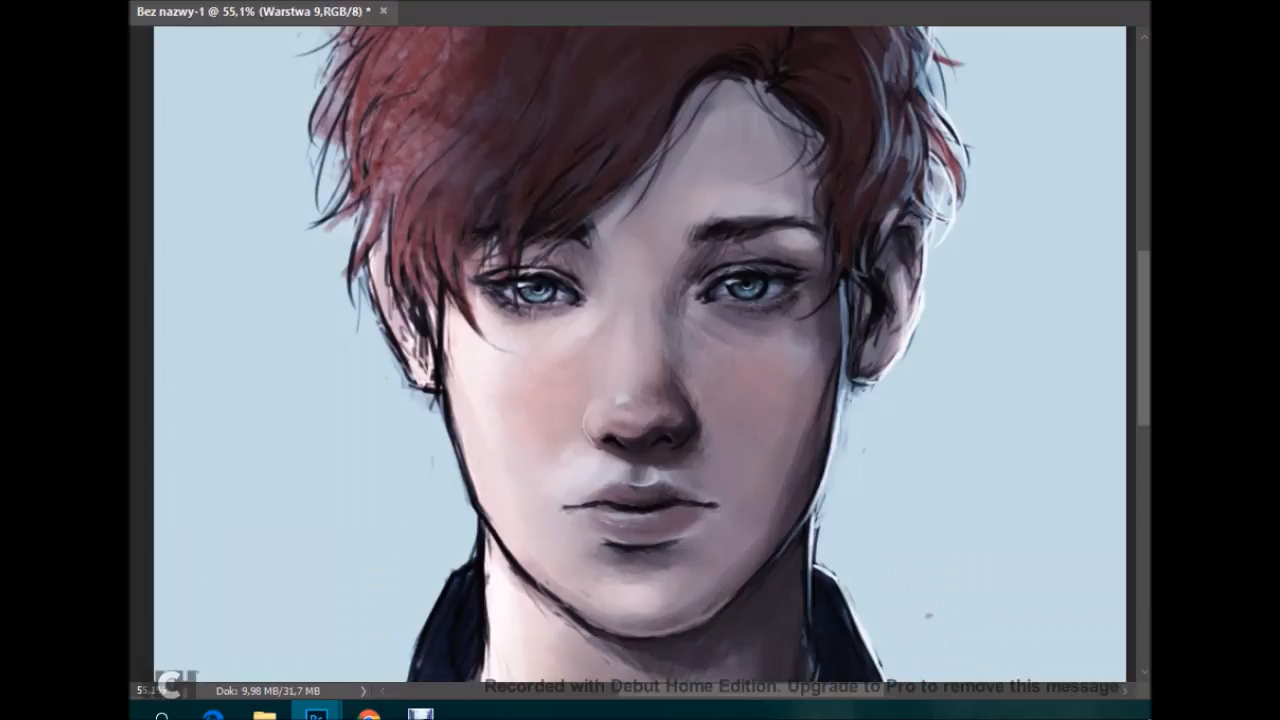 Bez nazwy-1 @ 55,1% (Warstwa 9,RGB/8) *
Dok: 9,98 MB/31,7 MB
Recorded with Debut Home Edition. Upgrade to Pro to remove this message
Ps